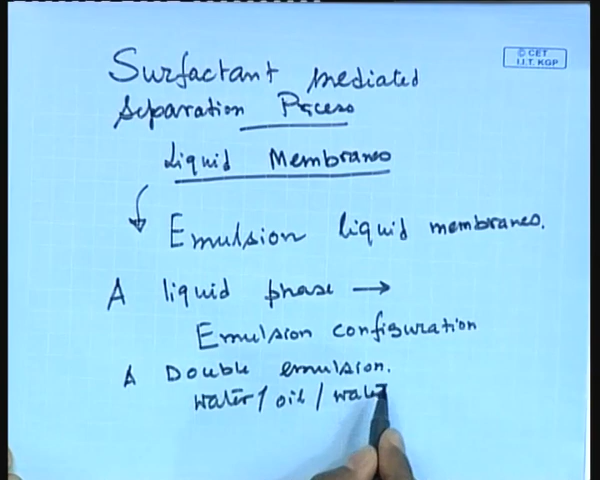 © CET
I.I.T. KGP
Surfactant mediated
Separation Process
Liquid Membranes
Emulsion liquid membranes.
A liquid phase →
Emulsion configuration
A Double emulsion.
water / oil / water